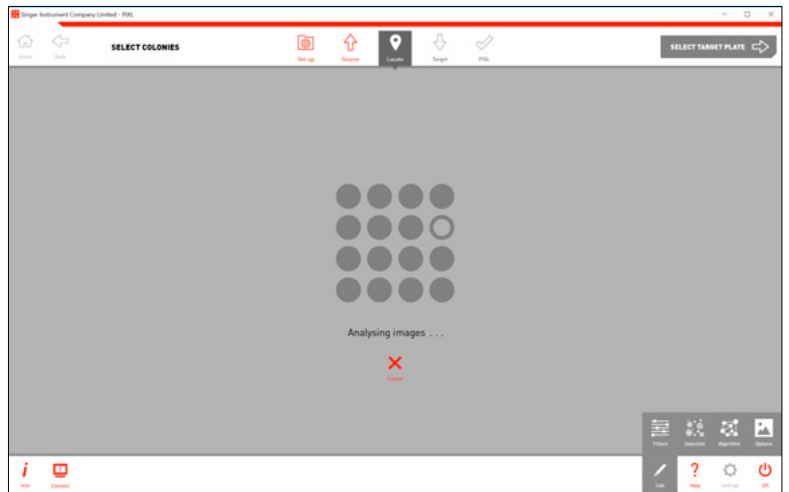 Singer Instrument Company Limited - PIXL
Home
Back
SELECT COLONIES
Set-up
Source
Locate
Target
PIXL
SELECT TARGET PLATE
Analysing images . . .
Cancel
Filters
Selection
Algorithm
Options
Info
1
Connect
Edit
Help
Settings
Off